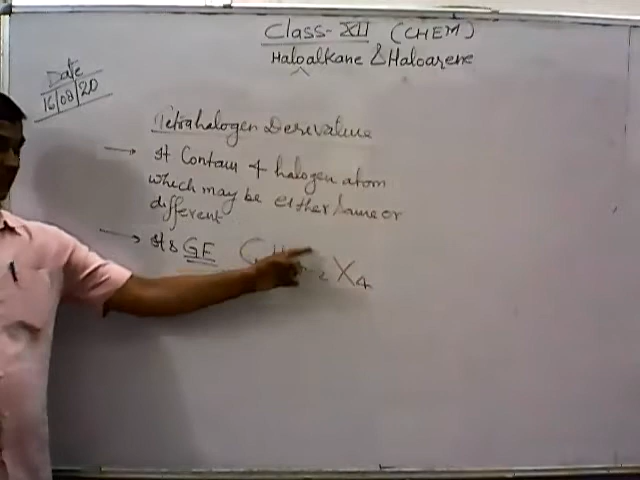 Class-XII (CHEM)
Haloalkane & Haloarene
Date
16/08/20
Tetrahalogen Derivative
→ It Contain 4 halogen atom
which may be either same or
different
→ It's GF C X₄